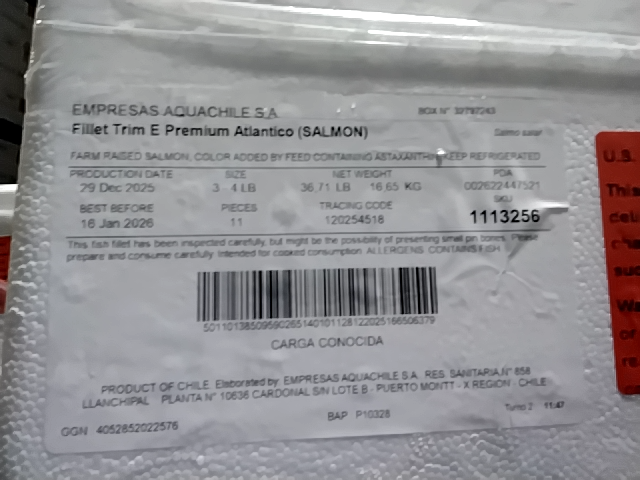 EMPRESAS AQUACHILE S.A.
BOX N° 32787243
Fillet Trim E Premium Atlantico (SALMON)
Salmo salar
FARM RAISED SALMON, COLOR ADDED BY FEED CONTAINING ASTAXANTHIN KEEP REFRIGERATED
PRODUCTION DATE SIZE NET WEIGHT FDA
29 Dec 2025 3 - 4 LB 36.71 LB 16.65 KG 002622447521
BEST BEFORE PIECES TRACING CODE SKU
16 Jan 2026 11 120254518 1113256
This fish fillet has been inspected carefully, but might be the possibility of presenting small pin bones. Please
prepare and consume carefully. Intended for cooked consumption. ALLERGENS: CONTAINS FISH
CARGA CONOCIDA
PRODUCT OF CHILE. Elaborated by: EMPRESAS AQUACHILE S.A. RES. SANITARIA N° 858
LLANCHIPAL PLANTA N° 10636 CARDONAL S/N LOTE B - PUERTO MONTT - X REGION - CHILE
BAP P10328
Turno 2 11:47
GGN 4052852022576
U.S.
This